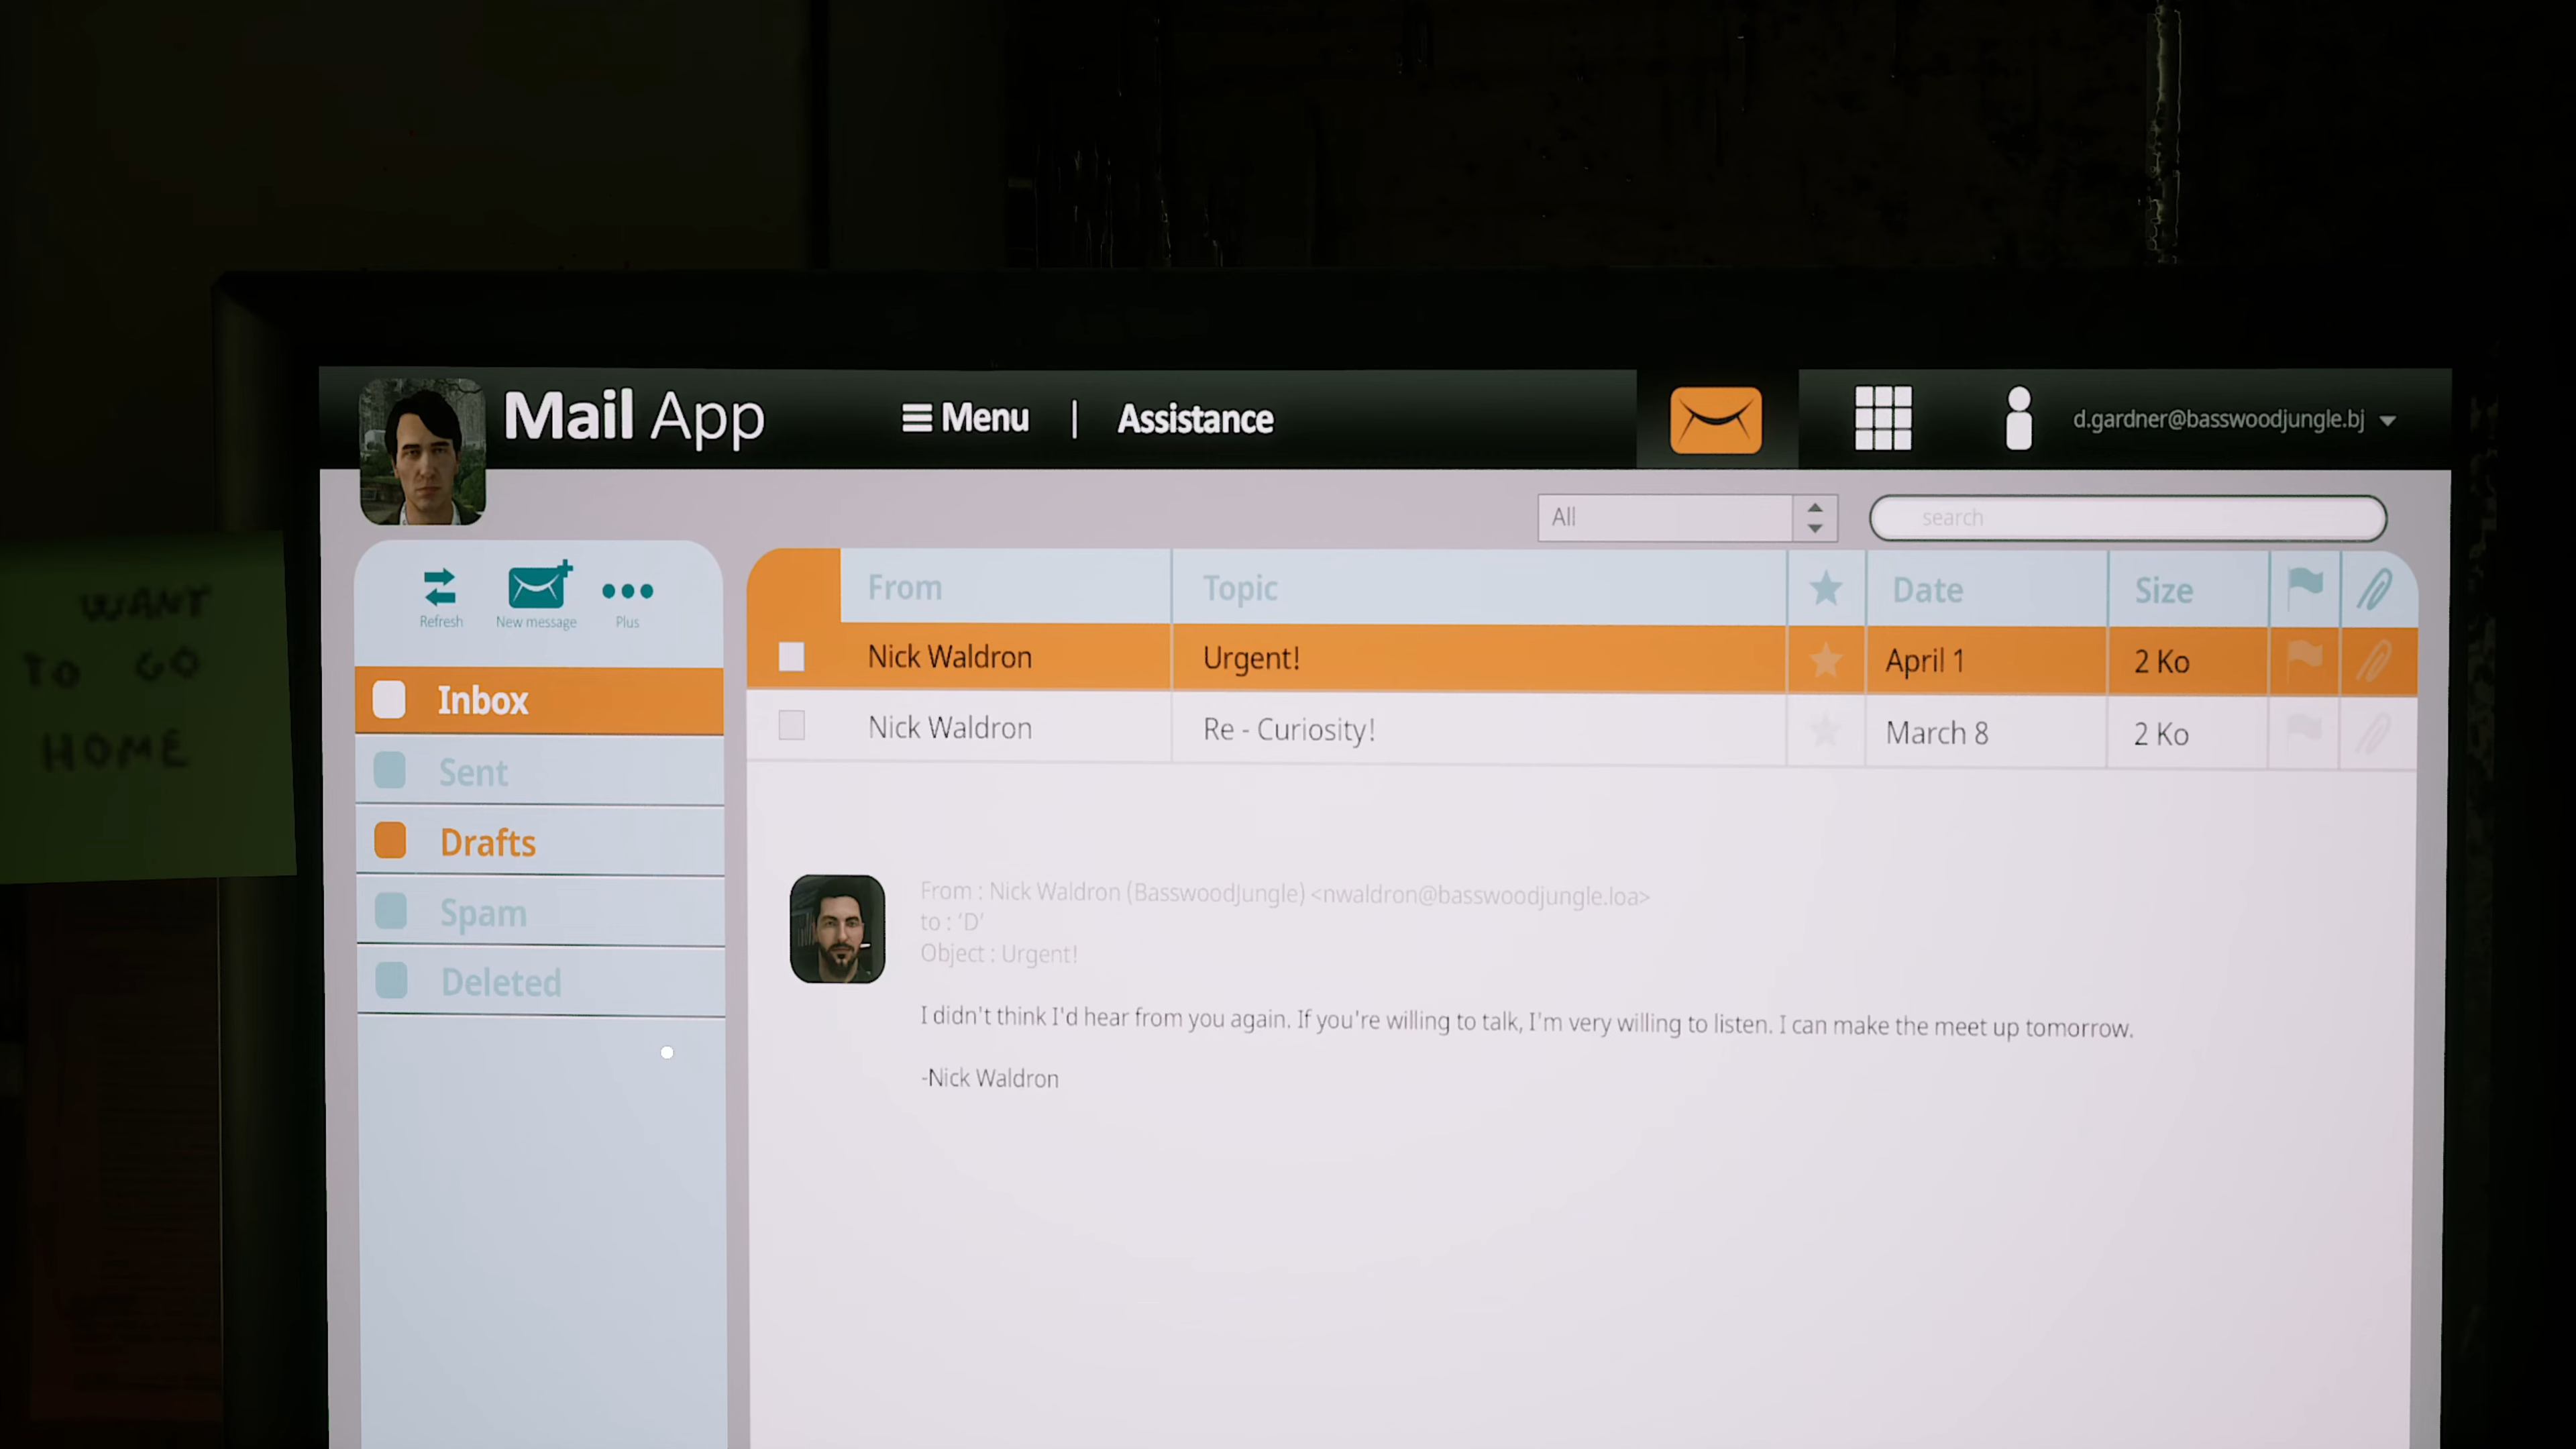 Mail App
Menu | Assistance
d.gardner@basswoodjungle.bj
All
search
WANT
TO GO
HOME
Refresh
New message
Plus
Inbox
Sent
Drafts
Spam
Deleted
From Topic Date Size
Nick Waldron Urgent! April 1 2 Ko
Nick Waldron Re - Curiosity! March 8 2 Ko
From : Nick Waldron (BasswoodJungle) <nwaldron@basswoodjungle.loa>
to : ‘D’
Object : Urgent!
I didn't think I'd hear from you again. If you're willing to talk, I'm very willing to listen. I can make the meet up tomorrow.
-Nick Waldron